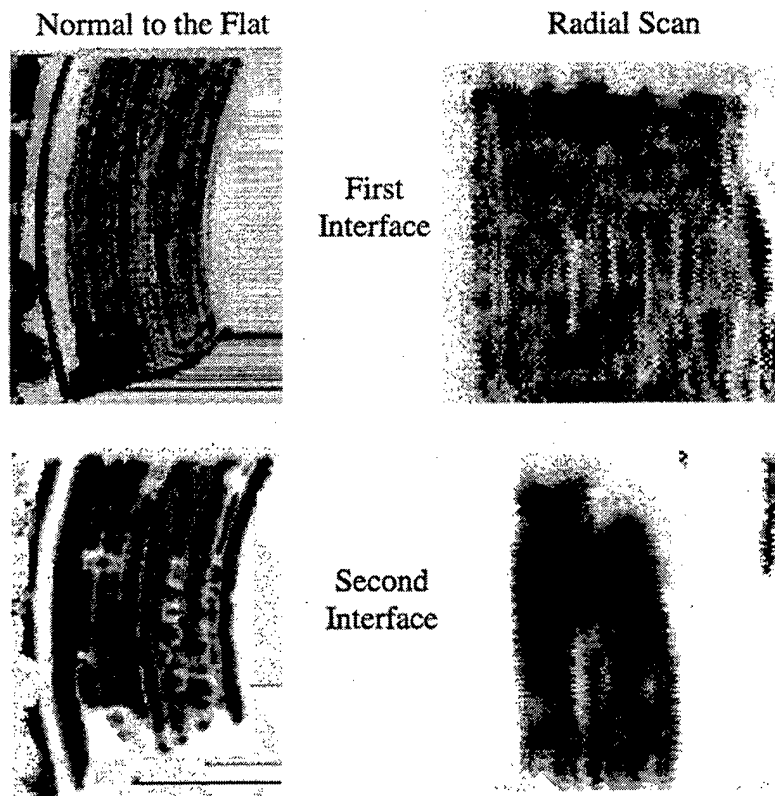 Normal to the Flat
Radial Scan
First
Interface
Second
Interface